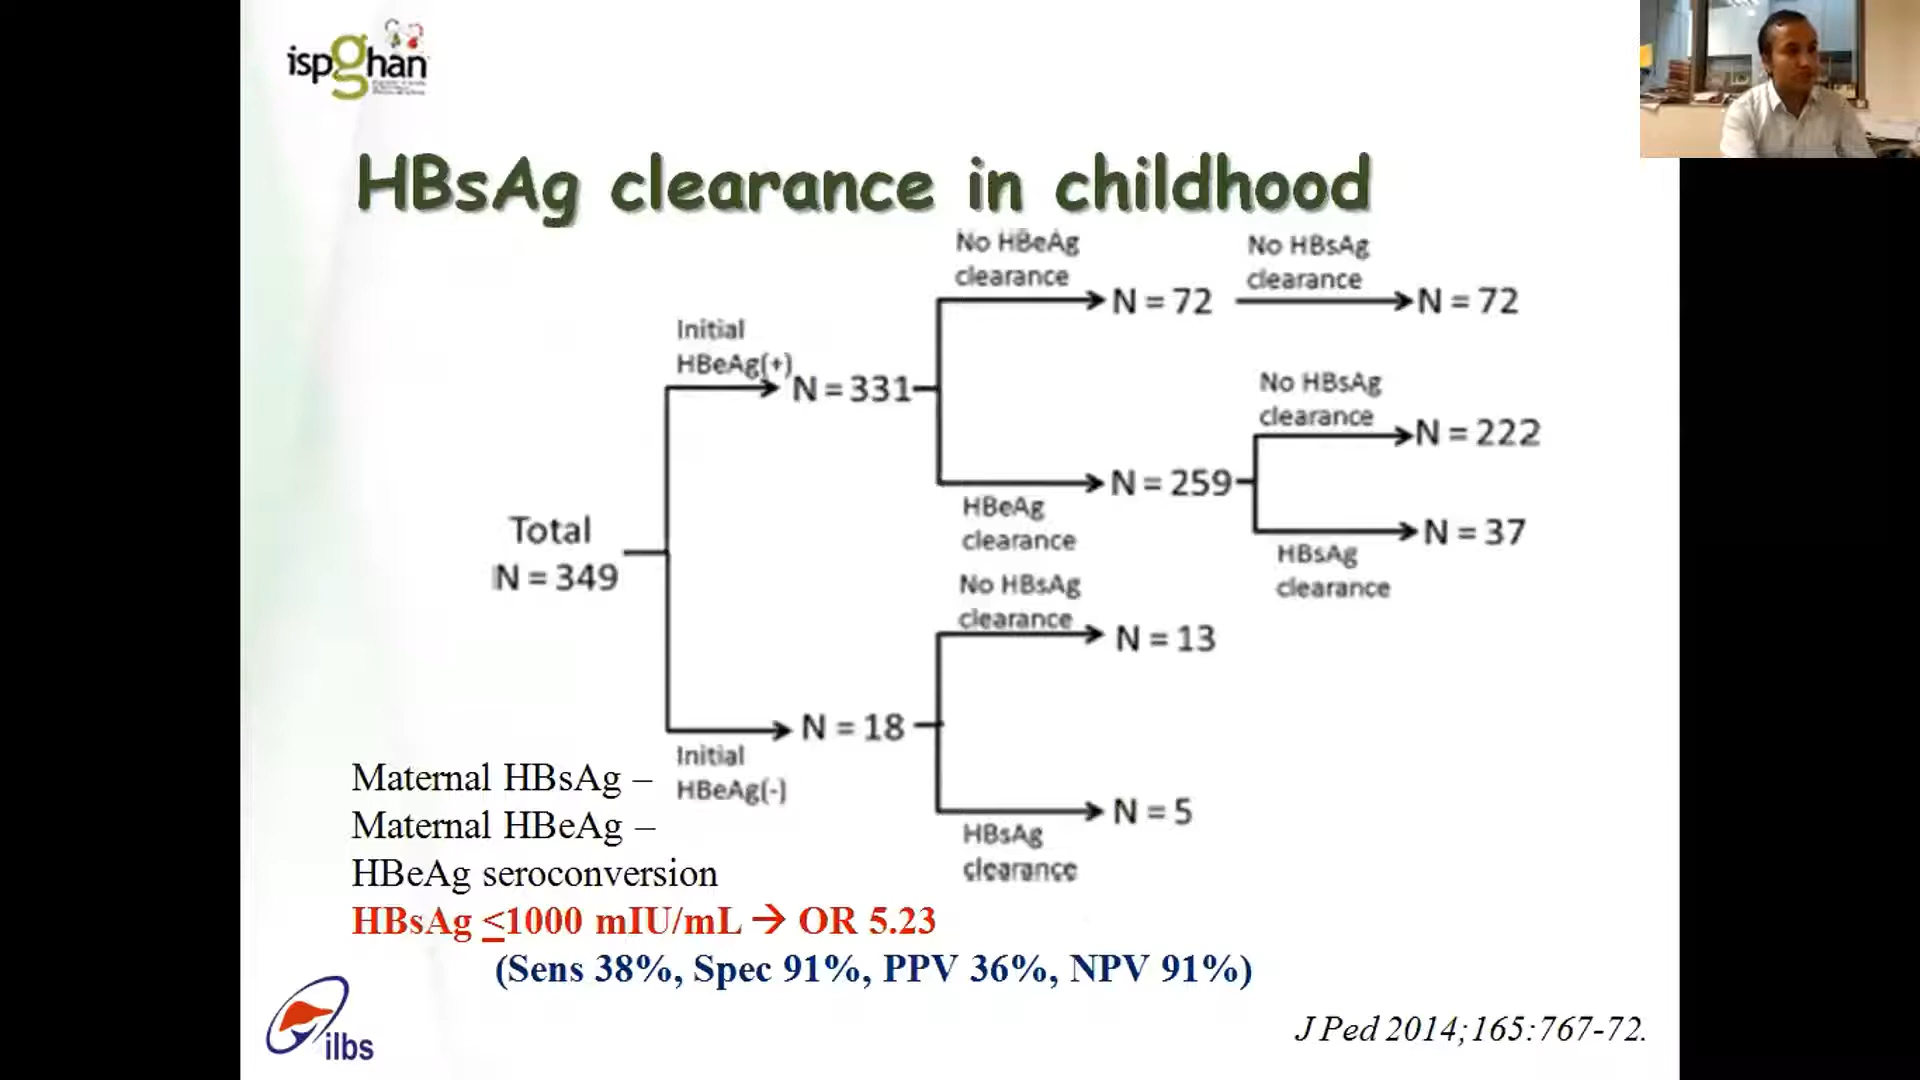 ispghan
HBsAg clearance in childhood
No HBeAg
clearance
N = 72
No HBsAg
clearance
N = 72
Initial
HBeAg(+)
N = 331
No HBsAg
clearance
N = 222
HBeAg
clearance
N = 259
HBsAg
clearance
N = 37
Total
N = 349
No HBsAg
clearance
N = 13
Initial
HBeAg(-)
N = 18
HBsAg
clearance
N = 5
Maternal HBsAg –
Maternal HBeAg –
HBeAg seroconversion
HBsAg ≤1000 mIU/mL → OR 5.23
(Sens 38%, Spec 91%, PPV 36%, NPV 91%)
ilbs
J Ped 2014;165:767-72.